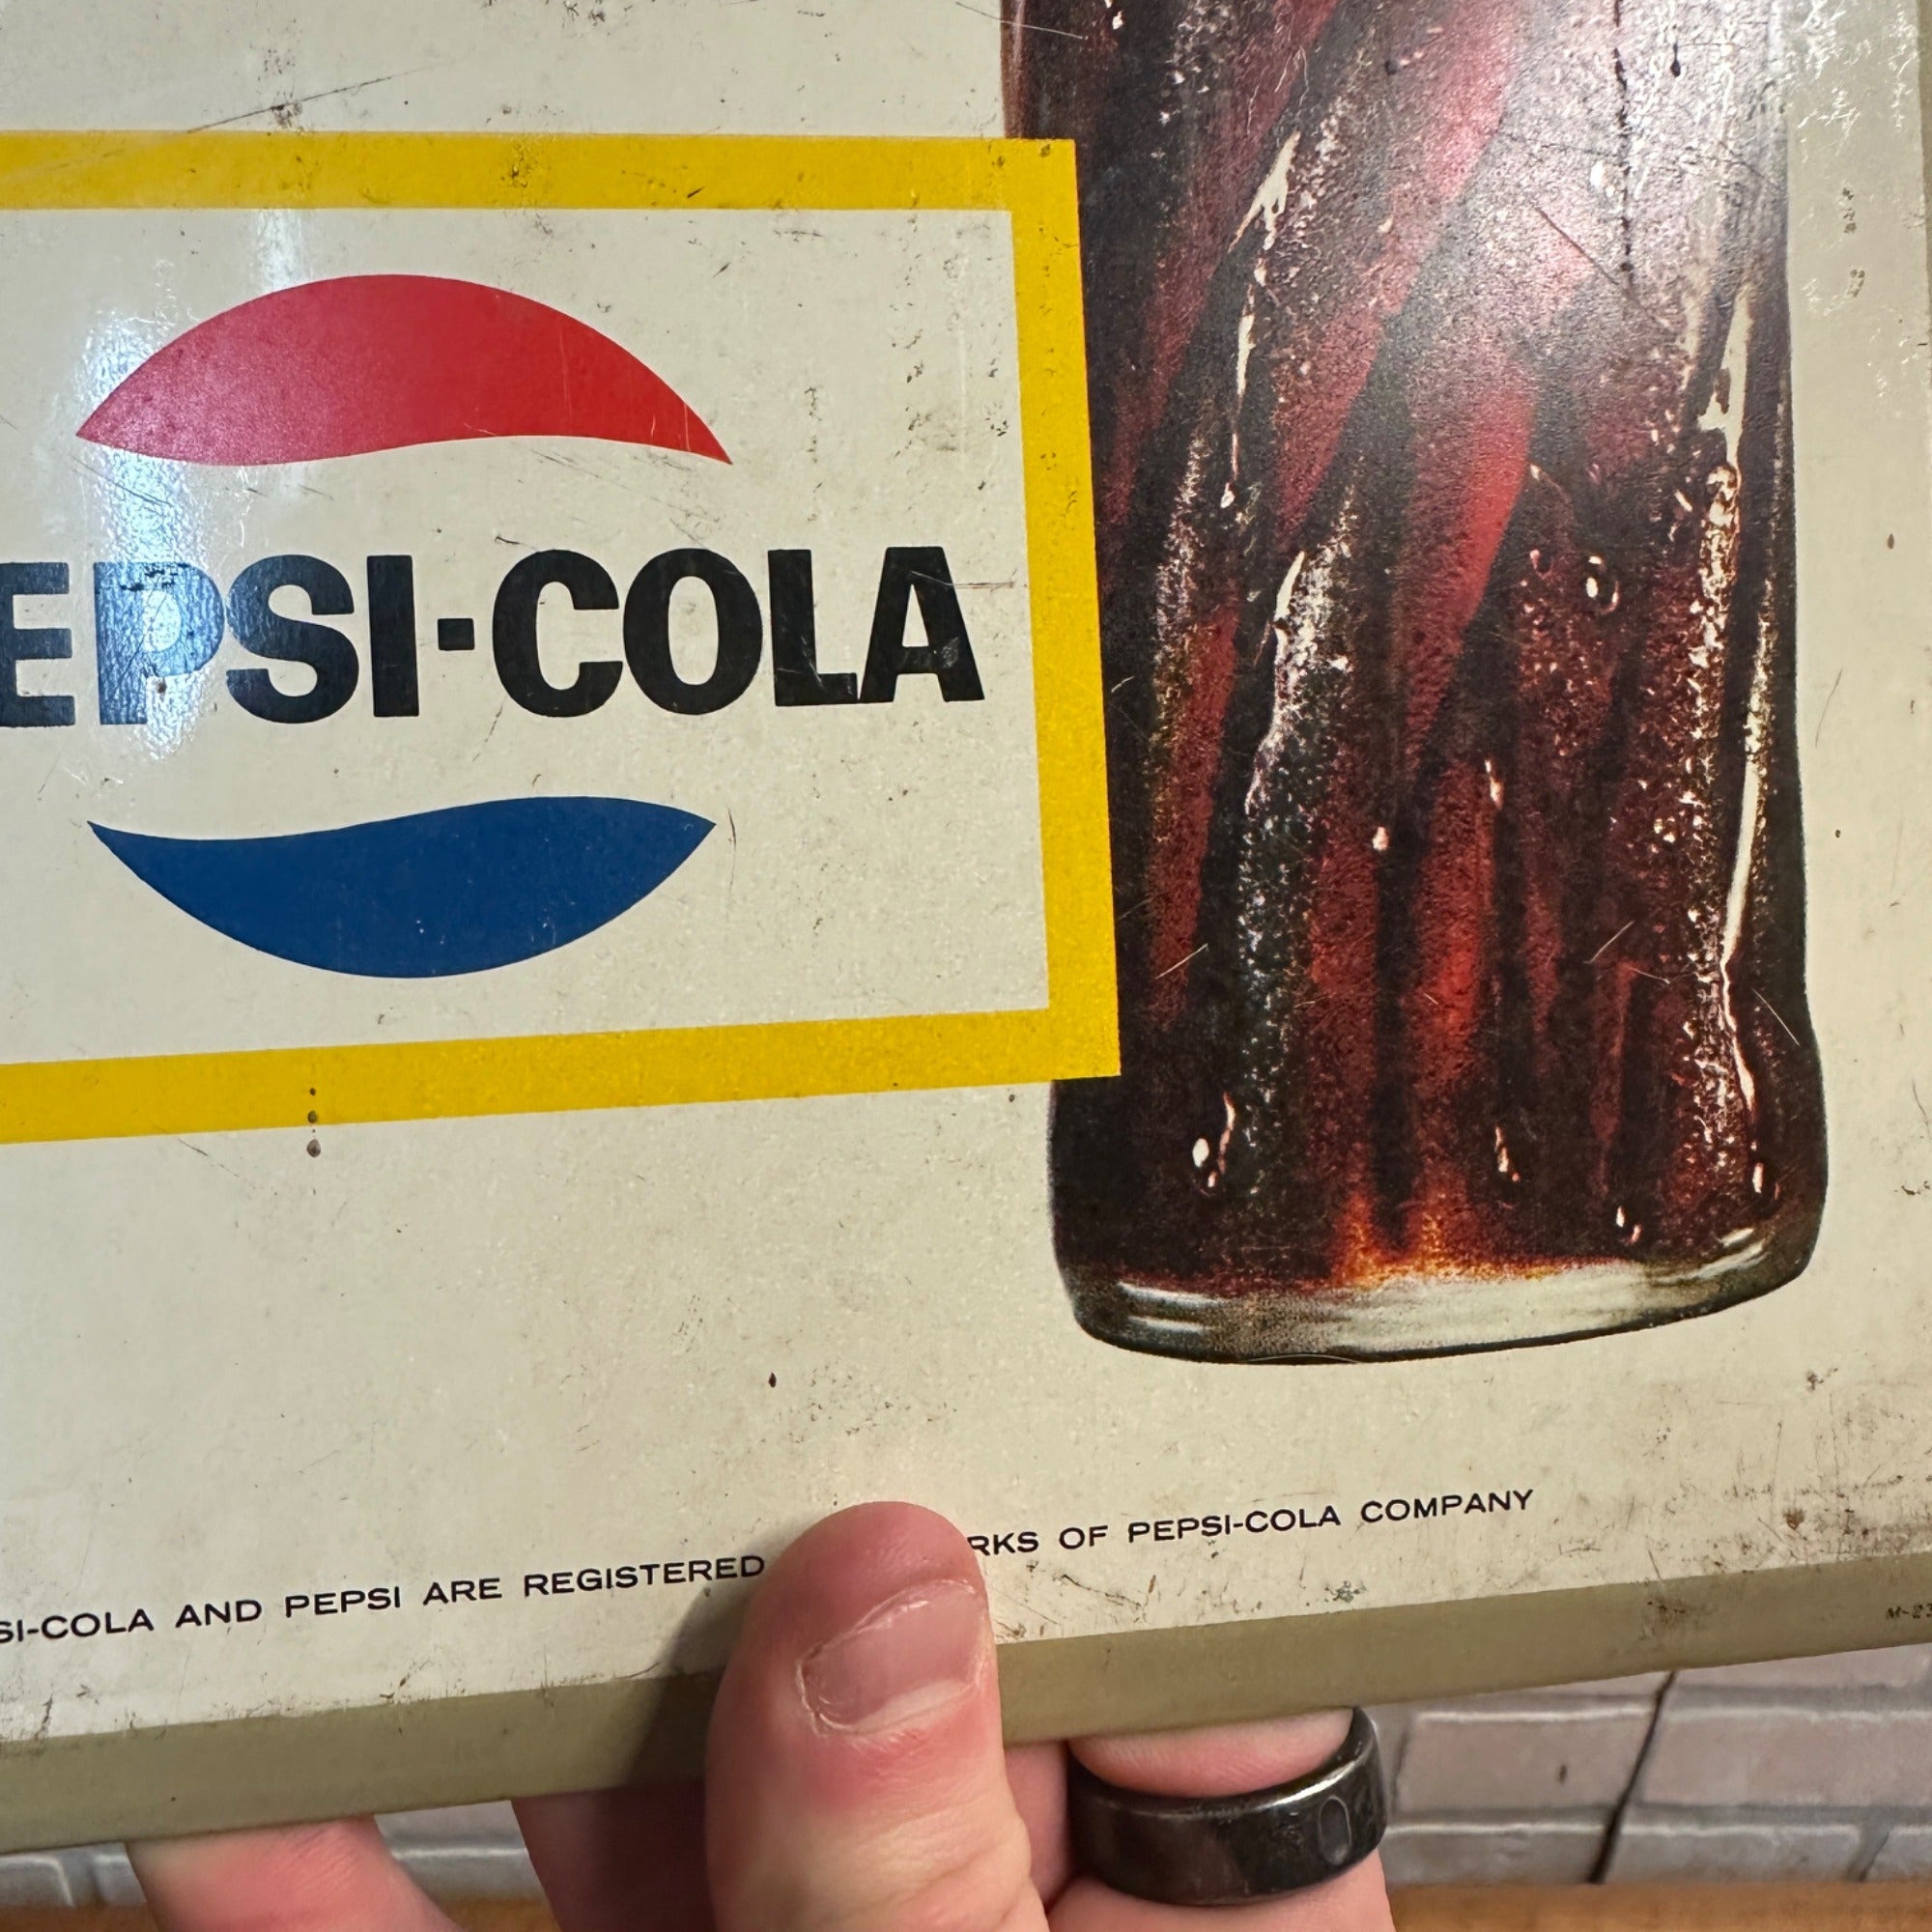 EPSI-COLA
SI-COLA AND PEPSI ARE REGISTERED RKS OF PEPSI-COLA COMPANY